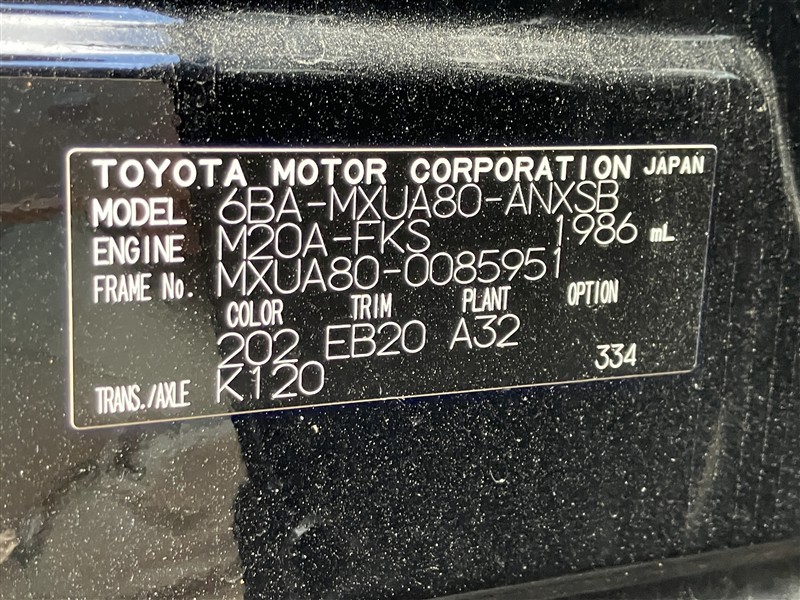 TOYOTA MOTOR CORPORATION JAPAN
MODEL 6BA-MXUA80-ANXSB
ENGINE M20A-FKS 1986 mL
FRAME No. MXUA80-0085951
COLOR TRIM PLANT OPTION
202 EB20 A32
334
TRANS./AXLE K120